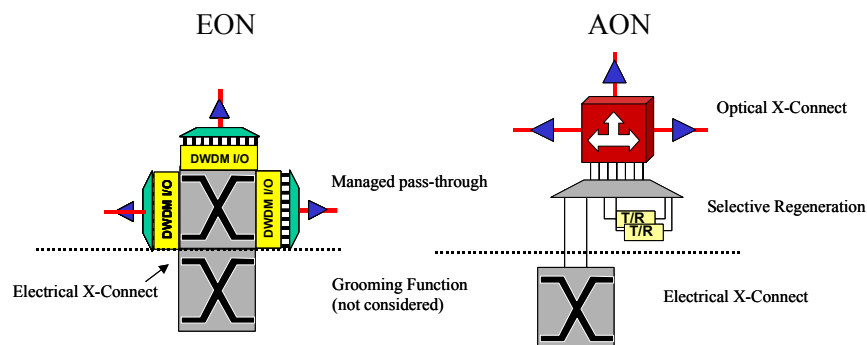 EON
AON
DWDM I/O
DWDM I/O
DWDM I/O
Managed pass-through
Electrical X-Connect
Grooming Function
(not considered)
Optical X-Connect
T/R
T/R
Selective Regeneration
Electrical X-Connect